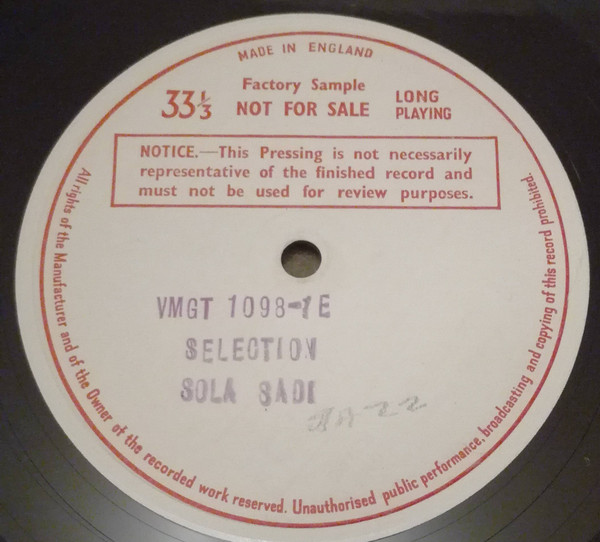 MADE IN ENGLAND
Factory Sample
33⅓ NOT FOR SALE LONG PLAYING
NOTICE.—This Pressing is not necessarily
representative of the finished record and
must not be used for review purposes.
VMGT 1098-1E
SELECTION
SOLA SADI
All rights of the Manufacturer and of the Owner of the recorded work reserved. Unauthorised public performance, broadcasting and copying of this record prohibited.